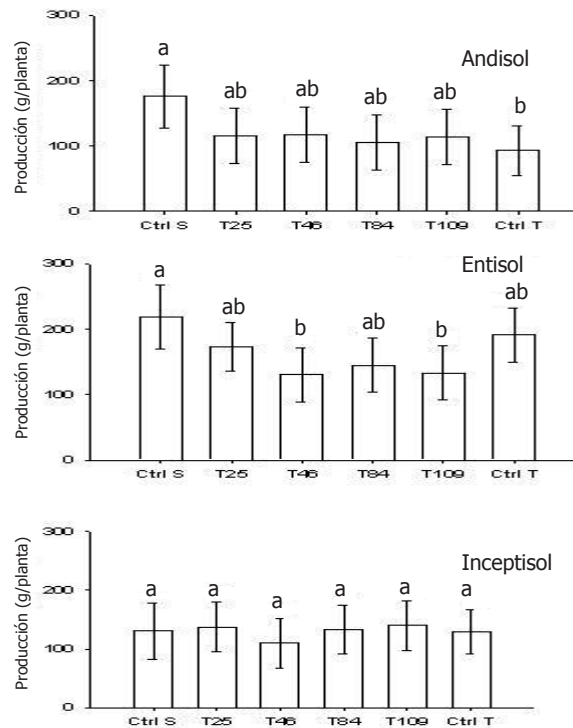 300
a
Andisol
200
ab ab ab ab b
100
0
Producción (g/planta)
Ctrl S T25 T46 T84 T109 Ctrl T
300
a
Entisol
ab
ab b ab b
200
100
0
Producción (g/planta)
Ctrl S T25 T46 T84 T109 Ctrl T
300
Inceptisol
a a a a a a
200
100
0
Producción (g/planta)
Ctrl S T25 T46 T84 T109 Ctrl T